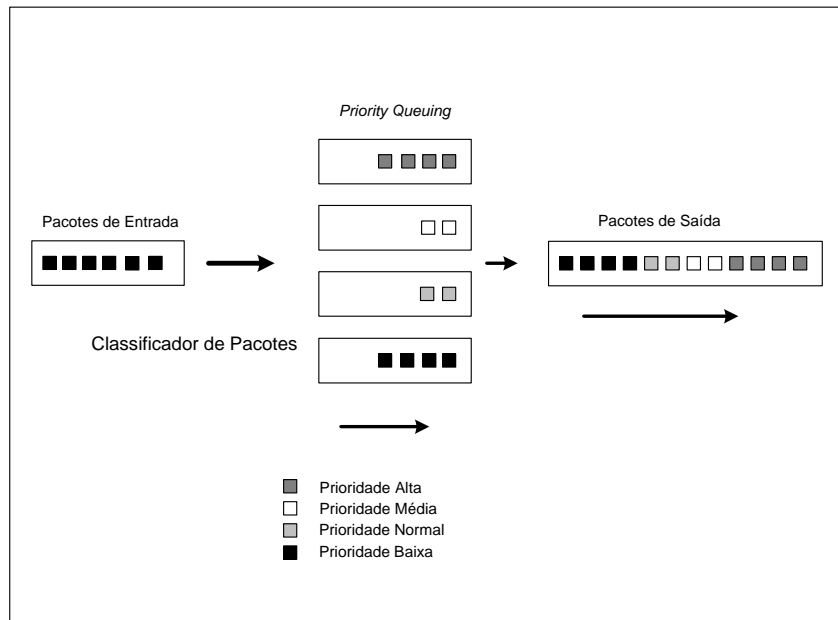 Priority Queuing
Pacotes de Entrada
Pacotes de Saída
Classificador de Pacotes
Prioridade Alta
Prioridade Média
Prioridade Normal
Prioridade Baixa